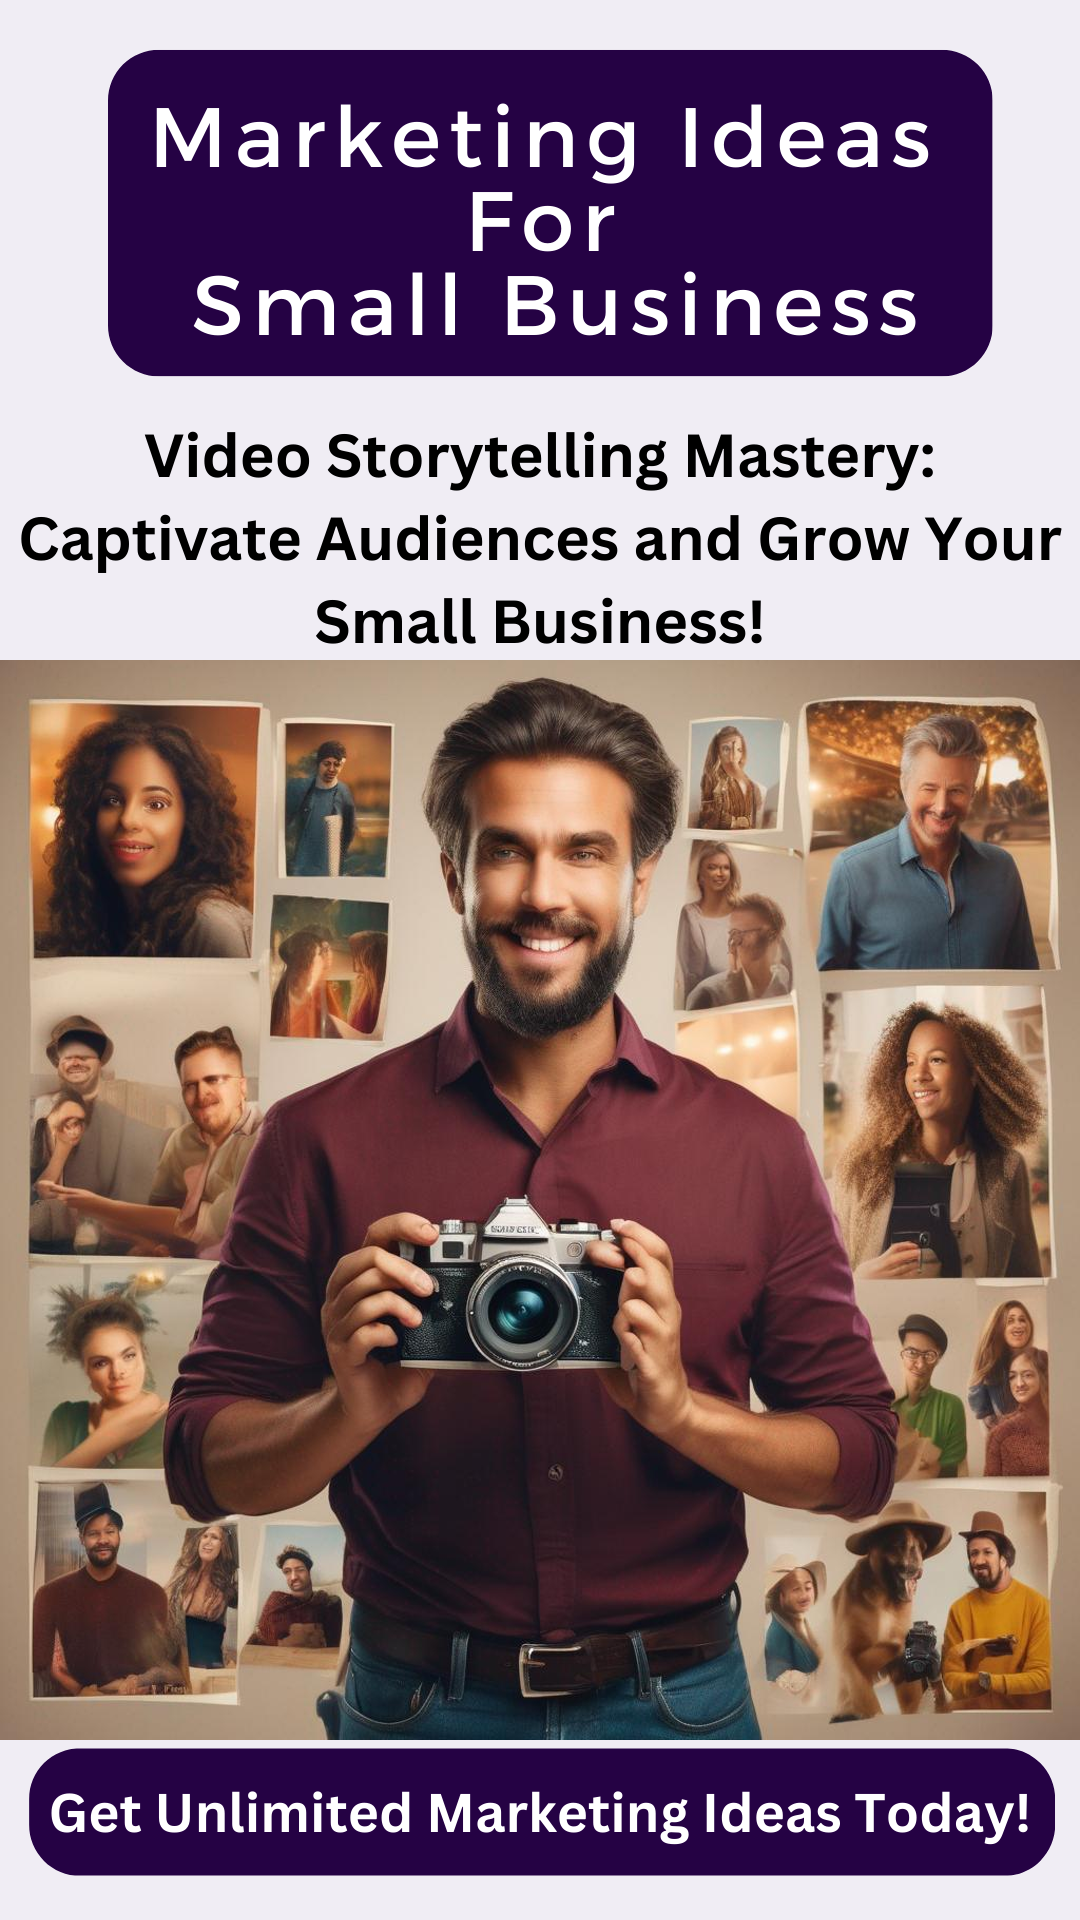 Marketing Ideas
For
Small Business
Video Storytelling Mastery:
Captivate Audiences and Grow Your
Small Business!
Get Unlimited Marketing Ideas Today!